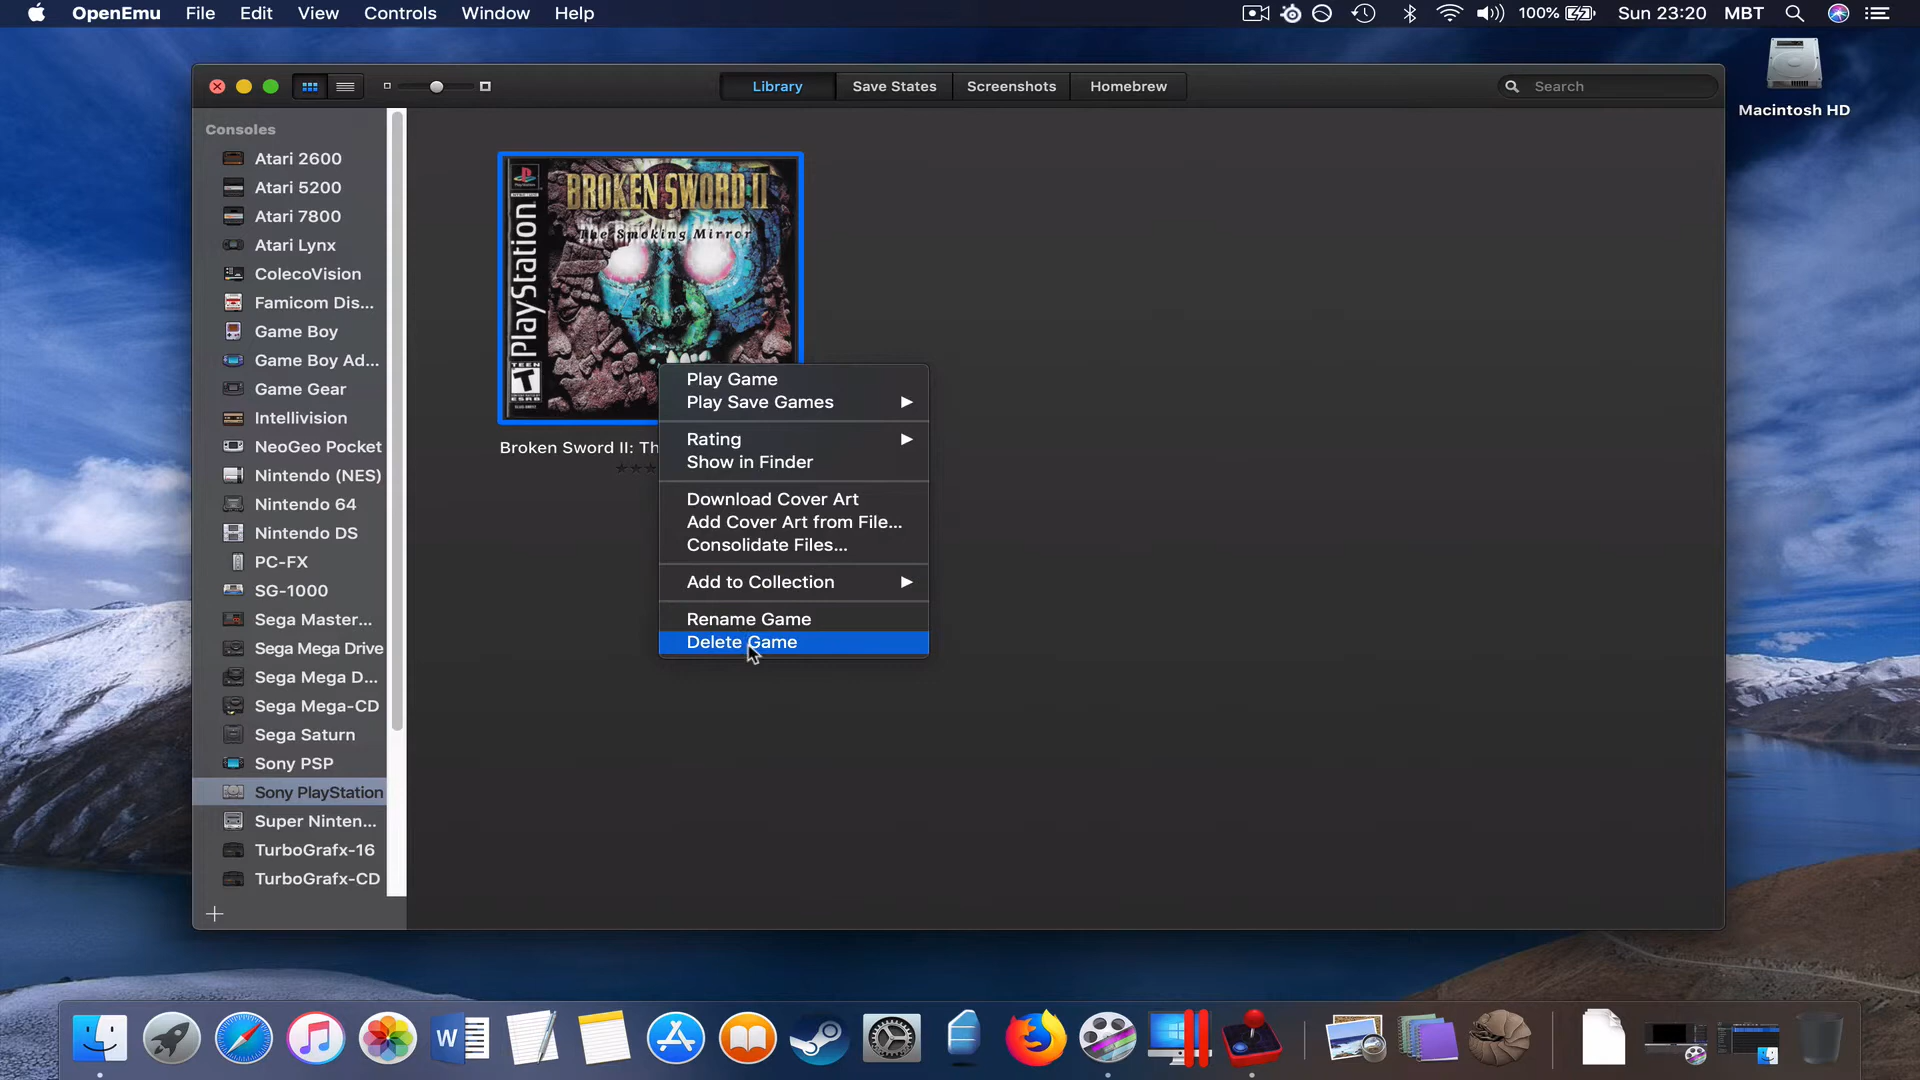 OpenEmu File Edit View Controls Window Help
100% Sun 23:20 MBT
Library Save States Screenshots Homebrew
Search
Macintosh HD
Consoles
Atari 2600
Atari 5200
Atari 7800
Atari Lynx
ColecoVision
Famicom Dis...
Game Boy
Game Boy Ad...
Game Gear
Intellivision
NeoGeo Pocket
Nintendo (NES)
Nintendo 64
Nintendo DS
PC-FX
SG-1000
Sega Master...
Sega Mega Drive
Sega Mega D...
Sega Mega-CD
Sega Saturn
Sony PSP
Sony PlayStation
Super Ninten...
TurboGrafx-16
TurboGrafx-CD
PlayStation
BROKEN SWORD II
The Smoking Mirror
TEEN
T
ESRB
Broken Sword II: Th
Play Game
Play Save Games
Rating
Show in Finder
Download Cover Art
Add Cover Art from File...
Consolidate Files...
Add to Collection
Rename Game
Delete Game
W